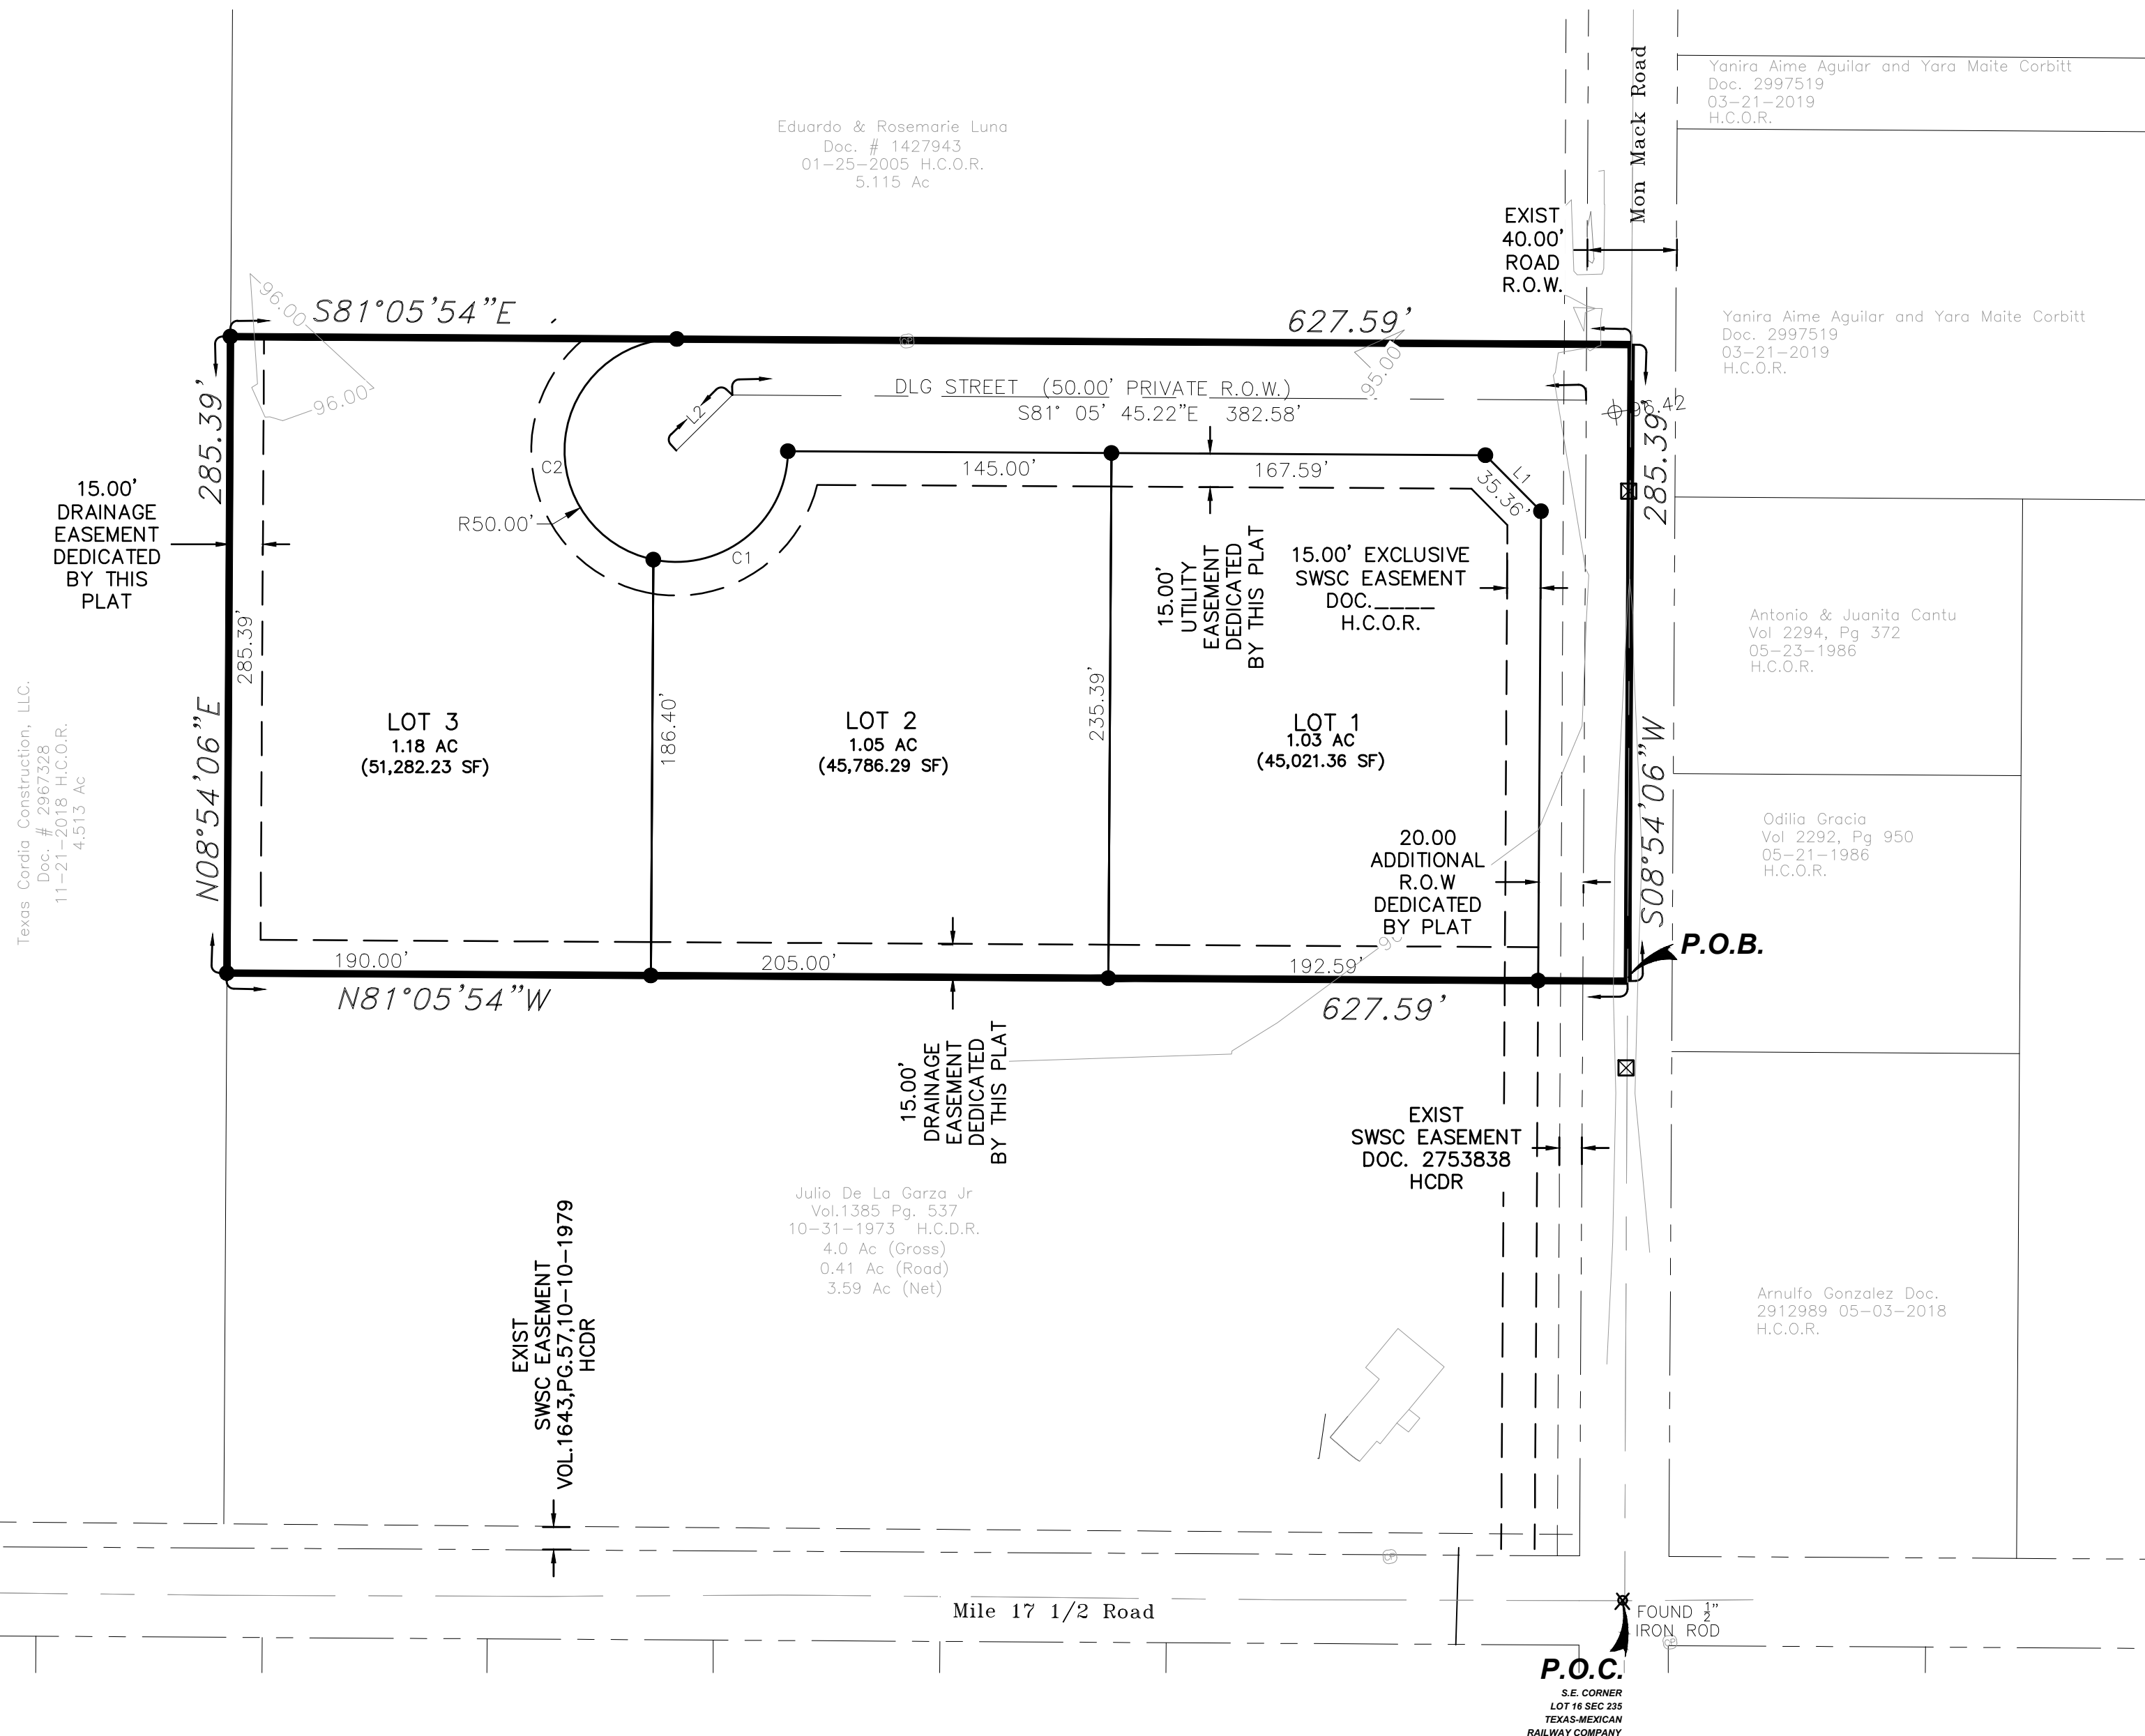 Yanira Aime Aguilar and Yara Maite Corbitt
Doc. 2997519
03-21-2019
H.C.O.R.
Mon Mack Road
Eduardo & Rosemarie Luna
Doc. # 1427943
01-25-2005 H.C.O.R.
5.115 Ac
EXIST
40.00'
ROAD
R.O.W.
Yanira Aime Aguilar and Yara Maite Corbitt
Doc. 2997519
03-21-2019
H.C.O.R.
S81°05'54"E
627.59'
96.00
96.00
95.00
96.42
285.39'
285.39'
DLG STREET (50.00' PRIVATE R.O.W.)
S81° 05' 45.22"E 382.58'
L2
C2
R50.00'
C1
145.00'
167.59'
L1
35.36'
15.00'
DRAINAGE
EASEMENT
DEDICATED
BY THIS
PLAT
285.39'
15.00'
UTILITY
EASEMENT
DEDICATED
BY THIS PLAT
15.00' EXCLUSIVE
SWSC EASEMENT
DOC.____
H.C.O.R.
Antonio & Juanita Cantu
Vol 2294, Pg 372
05-23-1986
H.C.O.R.
Texas Cordia Construction, LLC.
Doc. # 2967328
11-21-2018 H.C.O.R.
4.513 Ac
N08°54'06"E
LOT 3
1.18 AC
(51,282.23 SF)
186.40'
LOT 2
1.05 AC
(45,786.29 SF)
235.39'
LOT 1
1.03 AC
(45,021.36 SF)
S08°54'06"W
20.00
ADDITIONAL
R.O.W
DEDICATED
BY PLAT
Odilia Gracia
Vol 2292, Pg 950
05-21-1986
H.C.O.R.
P.O.B.
190.00'
205.00'
192.59'
N81°05'54"W
627.59'
15.00'
DRAINAGE
EASEMENT
DEDICATED
BY THIS PLAT
EXIST
SWSC EASEMENT
DOC. 2753838
HCDR
Julio De La Garza Jr
Vol.1385 Pg. 537
10-31-1973 H.C.D.R.
4.0 Ac (Gross)
0.41 Ac (Road)
3.59 Ac (Net)
EXIST
SWSC EASEMENT
VOL.1643,PG.57,10-10-1979
HCDR
Arnulfo Gonzalez Doc.
2912989 05-03-2018
H.C.O.R.
Mile 17 1/2 Road
FOUND 1/2"
IRON ROD
P.O.C.
S.E. CORNER
LOT 16 SEC 235
TEXAS-MEXICAN
RAILWAY COMPANY